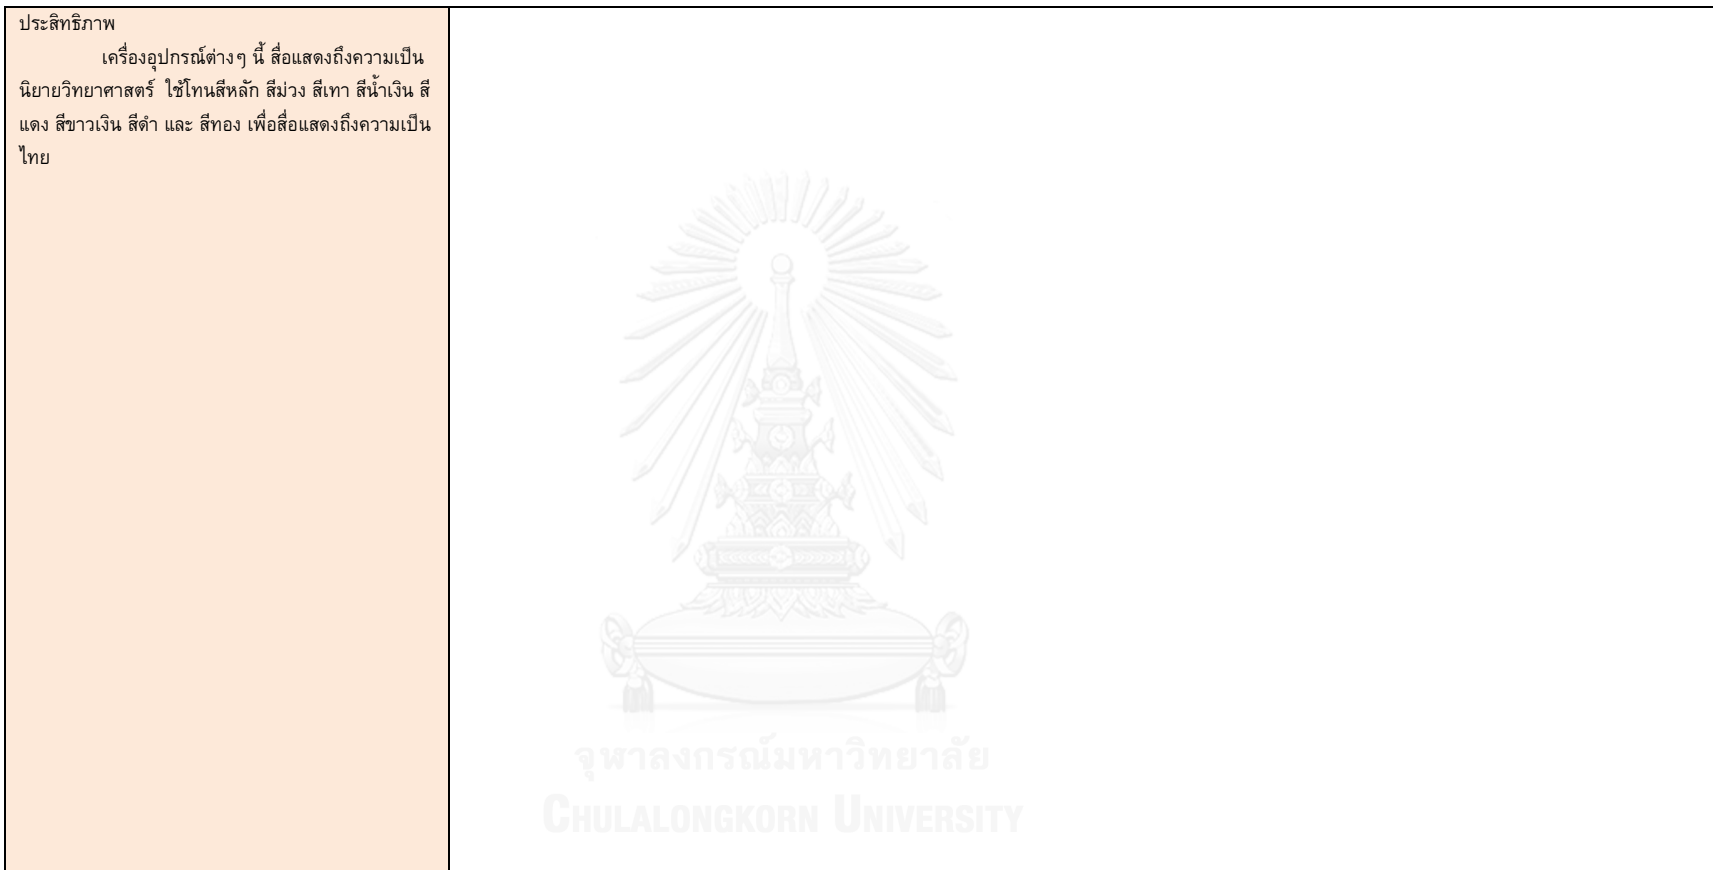 ประสิทธิภาพ
เครื่องอุปกรณ์ต่างๆ นี้ สื่อแสดงถึงความเป็น
นิยายวิทยาศาสตร์ ใช้โทนสีหลัก สีม่วง สีเทา สีน้ำเงิน สี
แดง สีขาวเงิน สีดำ และ สีทอง เพื่อสื่อแสดงถึงความเป็น
ไทย
จุฬาลงกรณ์มหาวิทยาลัย
CHULALONGKORN UNIVERSITY